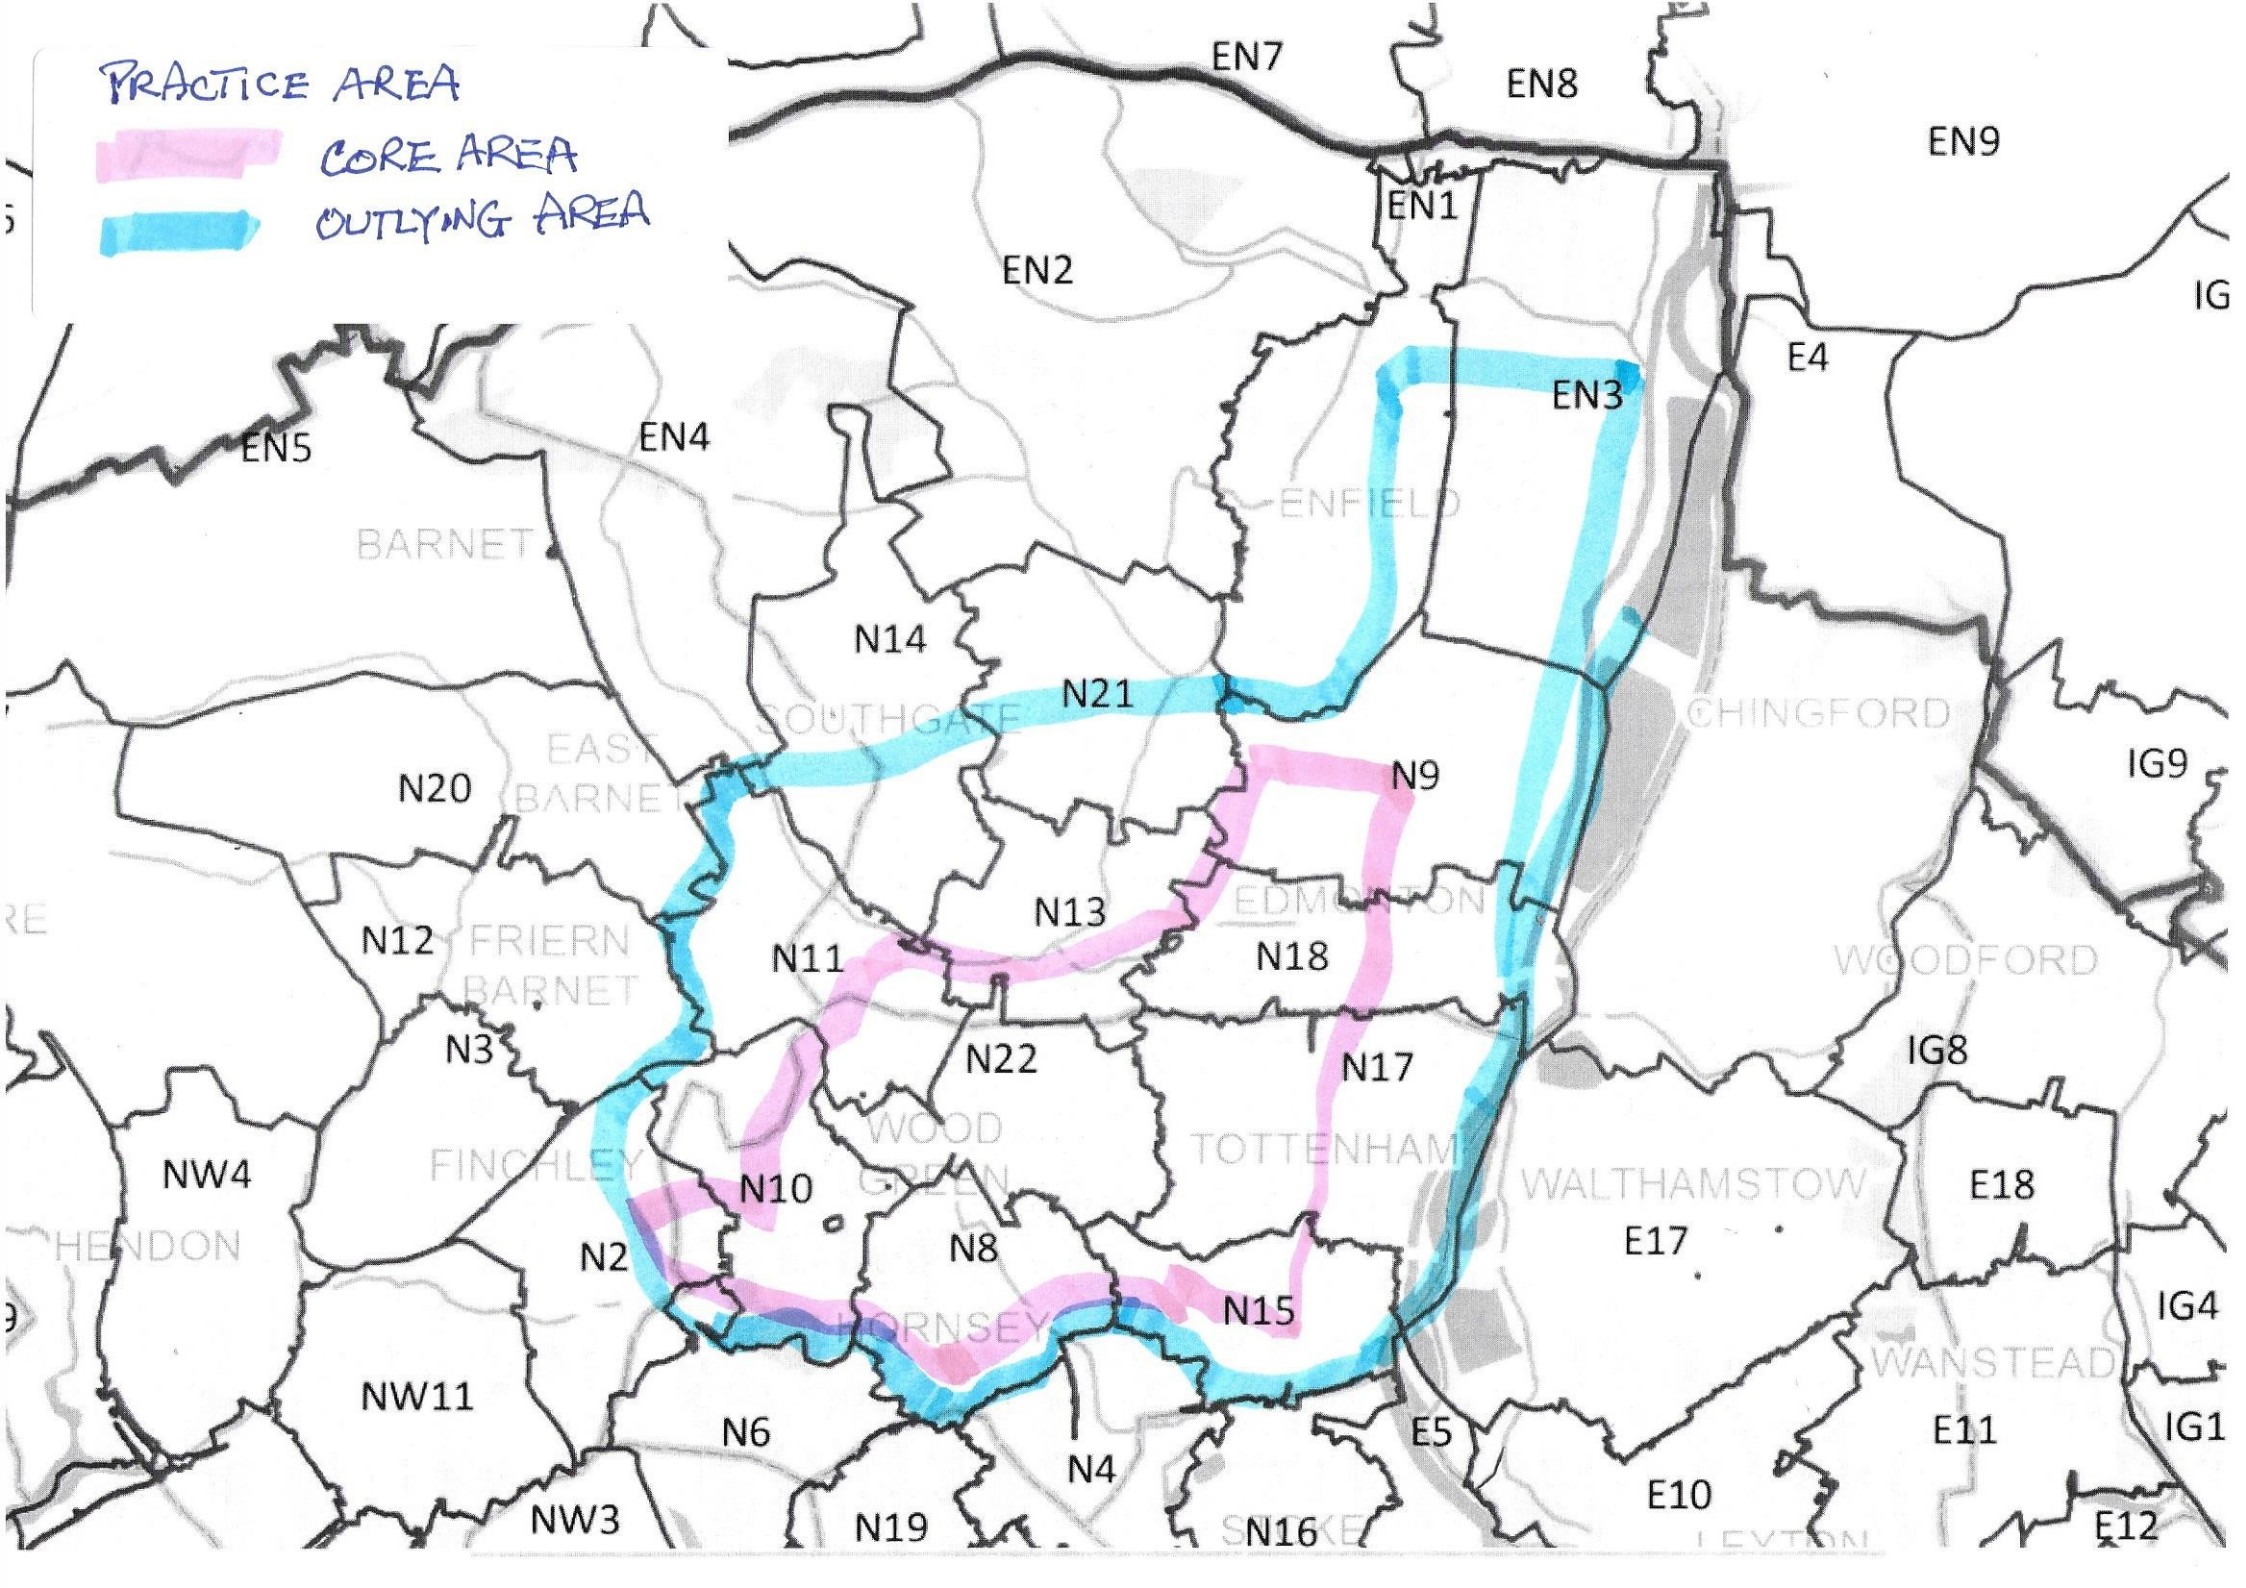 PRACTICE AREA
CORE AREA
OUTLYING AREA
EN7
EN8
EN9
EN1
EN2
IG
E4
EN3
EN4
EN5
ENFIELD
BARNET
N14
N21
SOUTHGATE
CHINGFORD
EAST
BARNET
N20
N9
IG9
N13
EDMONTON
N12
FRIERN
BARNET
N11
N18
WOODFORD
RE
N3
N22
N17
IG8
WOOD
GREEN
TOTTENHAM
FINCHLEY
NW4
N10
WALTHAMSTOW
E18
E17
HENDON
N2
N8
N15
HORNSEY
IG4
9
WANSTEAD
NW11
N6
E5
E11
IG1
N4
E10
NW3
N19
N16
E12
LEYTON